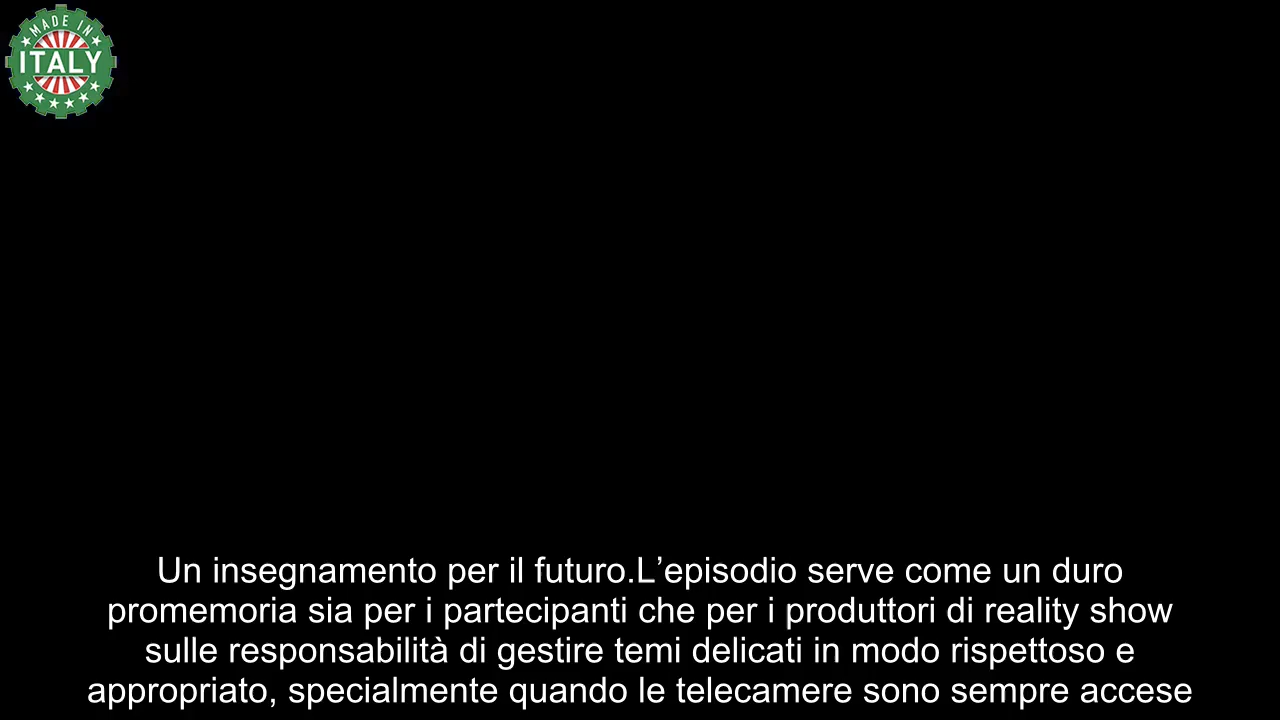 MADE IN
ITALY
Un insegnamento per il futuro.L’episodio serve come un duro
promemoria sia per i partecipanti che per i produttori di reality show
sulle responsabilità di gestire temi delicati in modo rispettoso e
appropriato, specialmente quando le telecamere sono sempre accese